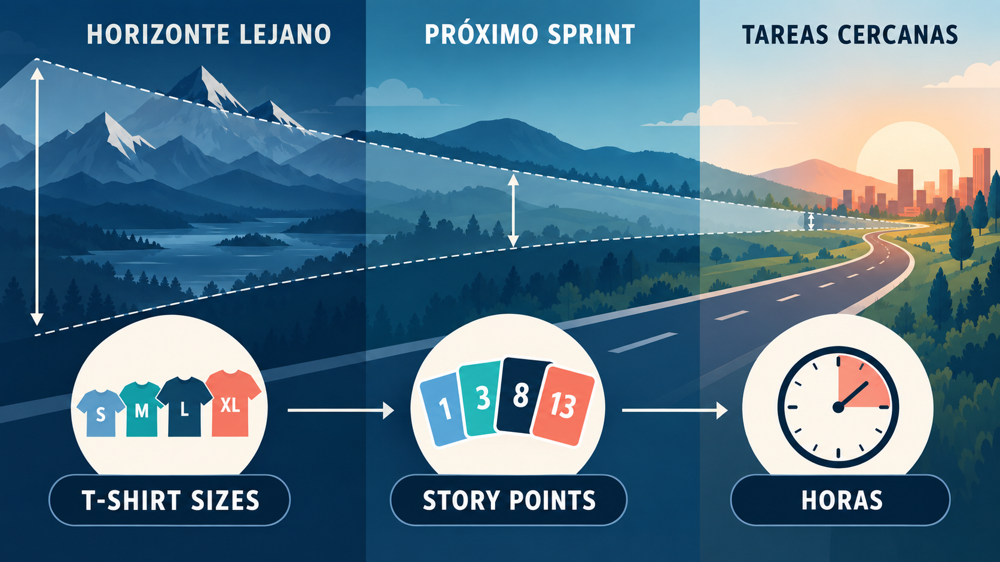 HORIZONTE LEJANO
PRÓXIMO SPRINT
TAREAS CERCANAS
S
M
L
XL
1
3
8
13
T-SHIRT SIZES
STORY POINTS
HORAS